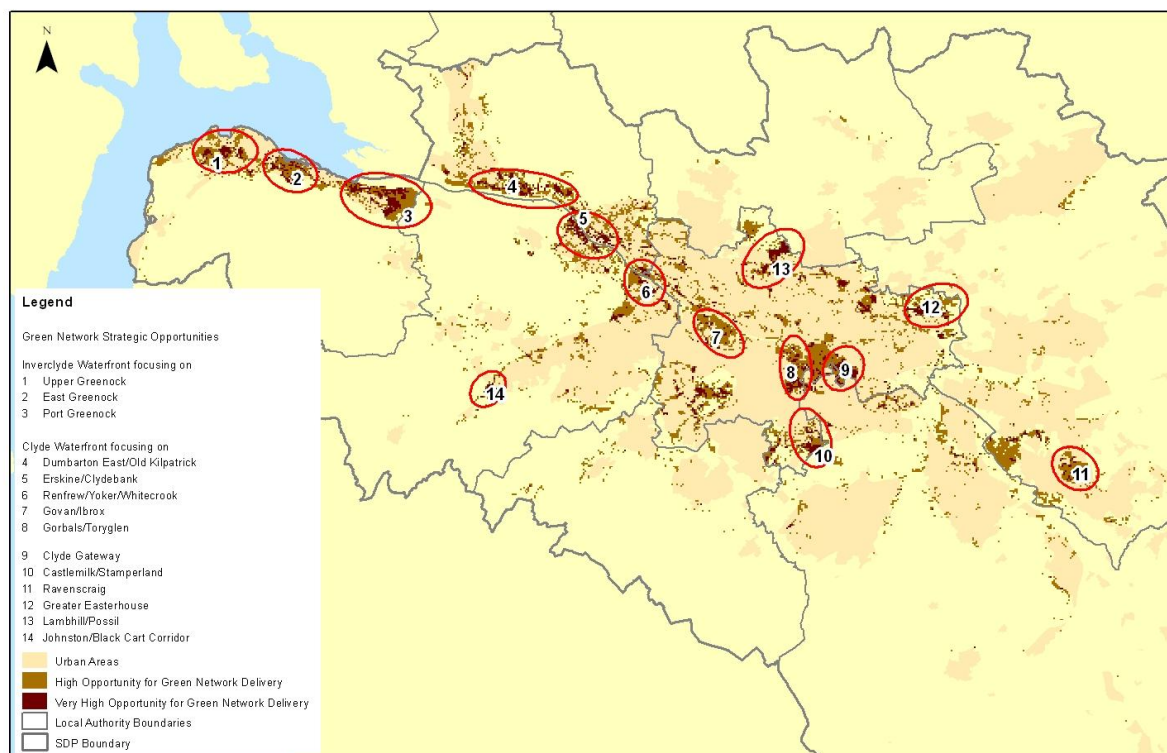 N
1
2
3
4
5
6
7
8
9
10
11
12
13
14
Legend
Green Network Strategic Opportunities
Inverclyde Waterfront focusing on
1 Upper Greenock
2 East Greenock
3 Port Greenock
Clyde Waterfront focusing on
4 Dumbarton East/Old Kilpatrick
5 Erskine/Clydebank
6 Renfrew/Yoker/Whitecrook
7 Govan/Ibrox
8 Gorbals/Toryglen
9 Clyde Gateway
10 Castlemilk/Stamperland
11 Ravenscraig
12 Greater Easterhouse
13 Lambhill/Possil
14 Johnston/Black Cart Corridor
Urban Areas
High Opportunity for Green Network Delivery
Very High Opportunity for Green Network Delivery
Local Authority Boundaries
SDP Boundary